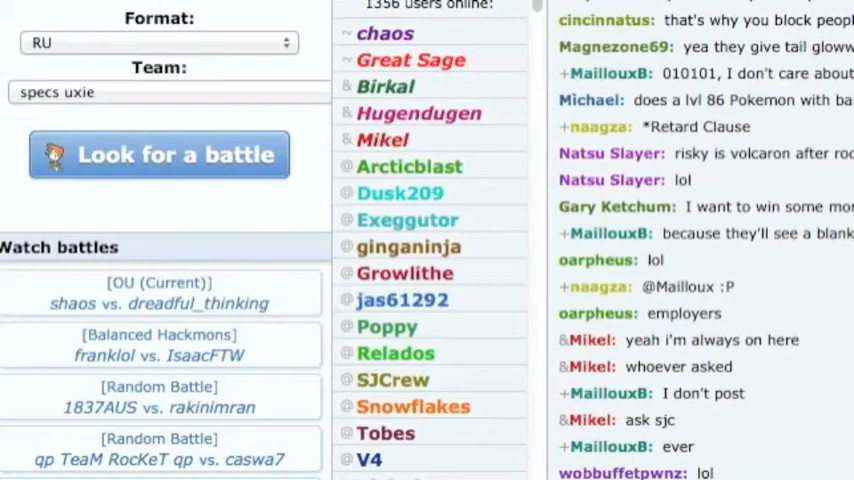 Format:
RU
Team:
specs uxie
Look for a battle
Watch battles
[OU (Current)]
shaos vs. dreadful_thinking
[Balanced Hackmons]
franklol vs. IsaacFTW
[Random Battle]
1837AUS vs. rakinimran
[Random Battle]
qp TeaM RocKeT qp vs. caswa7
1356 users online:
~ chaos
~ Great Sage
& Birkal
& Hugendugen
& Mikel
@ Arcticblast
@ Dusk209
@ Exeggutor
@ ginganinja
@ Growlithe
@ jas61292
@ Poppy
@ Relados
@ SJCrew
@ Snowflakes
@ Tobes
@ V4
cincinnatus: that's why you block peopl
Magnezone69: yea they give tail gloww
+MaillouxB: 010101, I don't care about
Michael: does a lvl 86 Pokemon with ba
+naagza: *Retard Clause
Natsu Slayer: risky is volcaron after roc
Natsu Slayer: lol
Gary Ketchum: I want to win some mor
+MaillouxB: because they'll see a blank
oarpheus: lol
+naagza: @Mailloux :P
oarpheus: employers
&Mikel: yeah i'm always on here
&Mikel: whoever asked
+MaillouxB: I don't post
&Mikel: ask sjc
+MaillouxB: ever
wobbuffetpwnz: lol